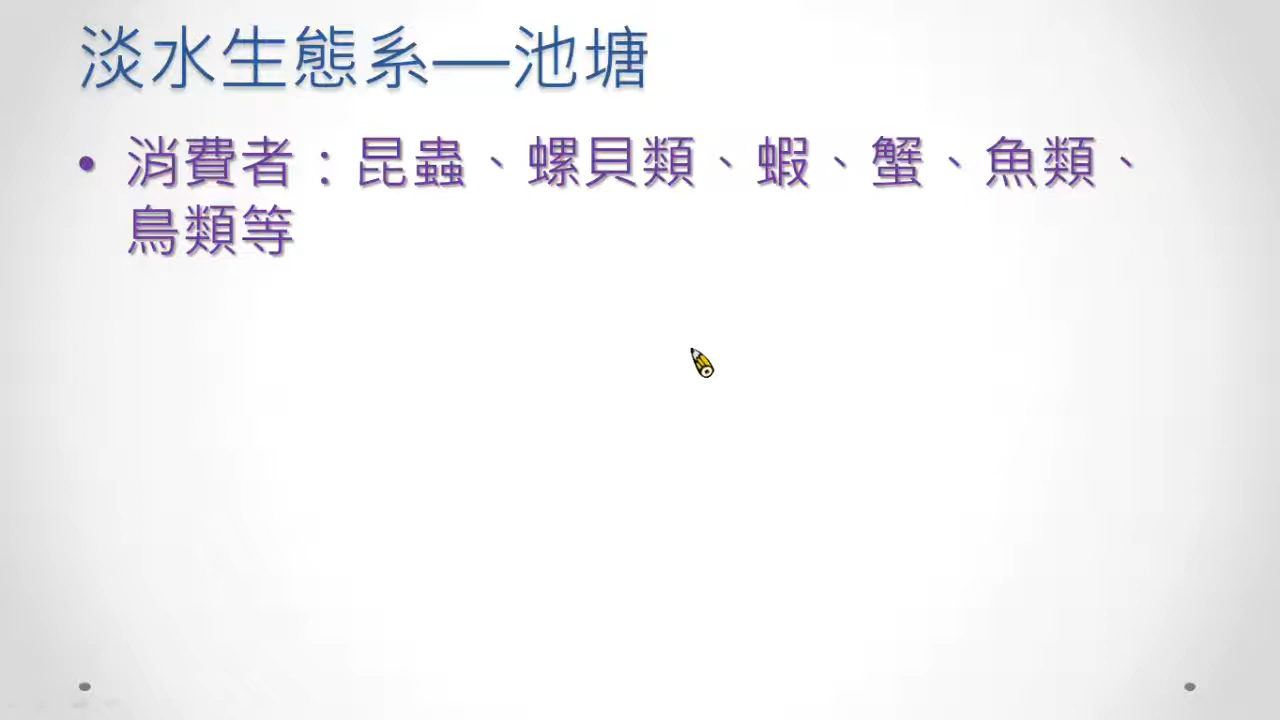 淡水生態系—池塘
• 消費者：昆蟲、螺貝類、蝦、蟹、魚類、
鳥類等